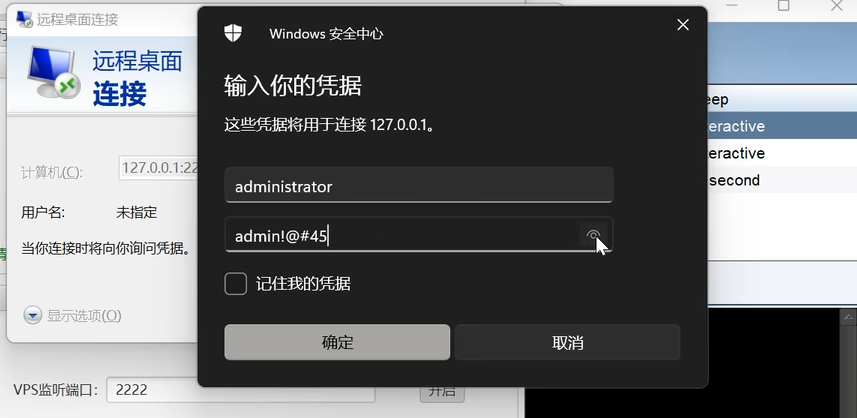 远程桌面连接
远程桌面
连接
计算机(C):
127.0.0.1:22
用户名:
未指定
当你连接时将向你询问凭据。
显示选项(O)
Windows 安全中心
输入你的凭据
这些凭据将用于连接 127.0.0.1。
administrator
admin!@#45
记住我的凭据
确定
取消
eep
eractive
eractive
second
VPS监听端口:
2222
开启